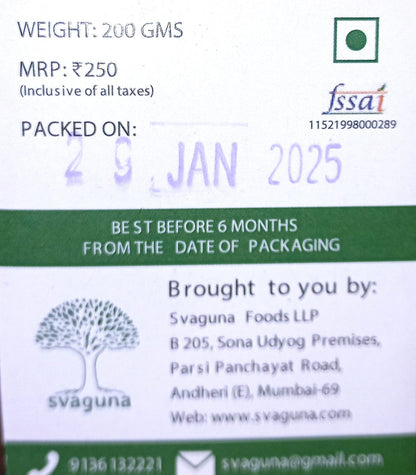 WEIGHT: 200 GMS
MRP: ₹250
(Inclusive of all taxes)
fssai
11521998000289
PACKED ON:
29 JAN 2025
BEST BEFORE 6 MONTHS
FROM THE DATE OF PACKAGING
Brought to you by:
Svaguna Foods LLP
B 205, Sona Udyog Premises,
Parsi Panchayat Road,
Andheri (E), Mumbai-69
Web: www.svaguna.com
svaguna
9136132221
svaguna@gmail.com